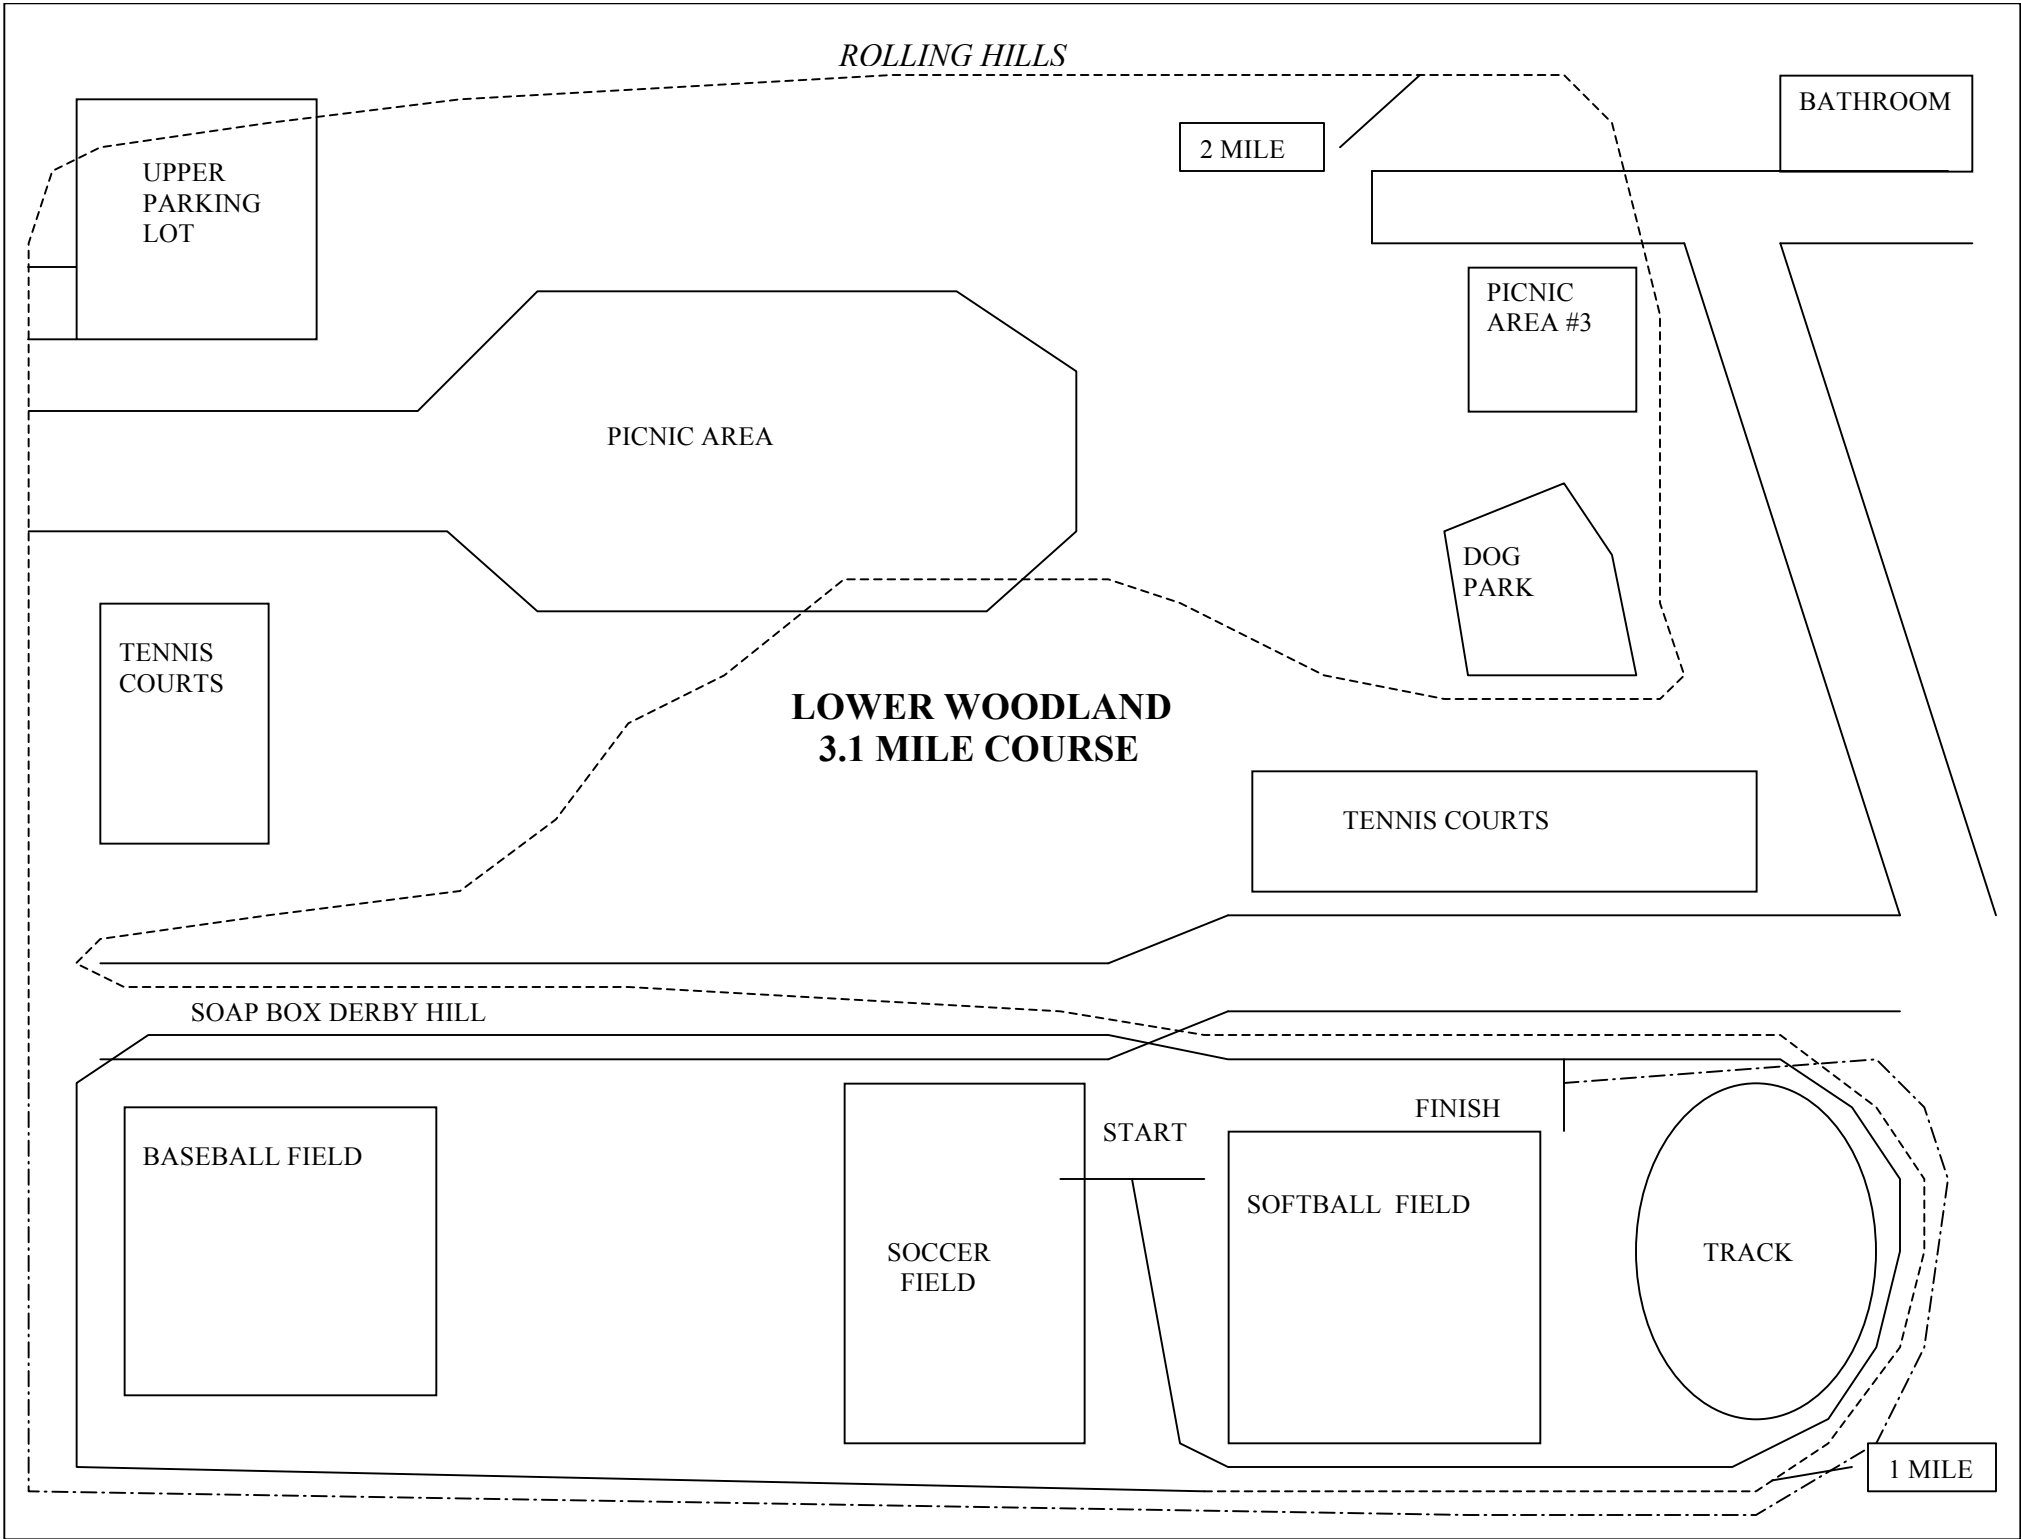 ROLLING HILLS
BATHROOM
2 MILE
UPPER
PARKING
LOT
PICNIC
AREA #3
PICNIC AREA
DOG
PARK
TENNIS
COURTS
LOWER WOODLAND
3.1 MILE COURSE
TENNIS COURTS
SOAP BOX DERBY HILL
FINISH
START
BASEBALL FIELD
SOFTBALL FIELD
SOCCER
FIELD
TRACK
1 MILE